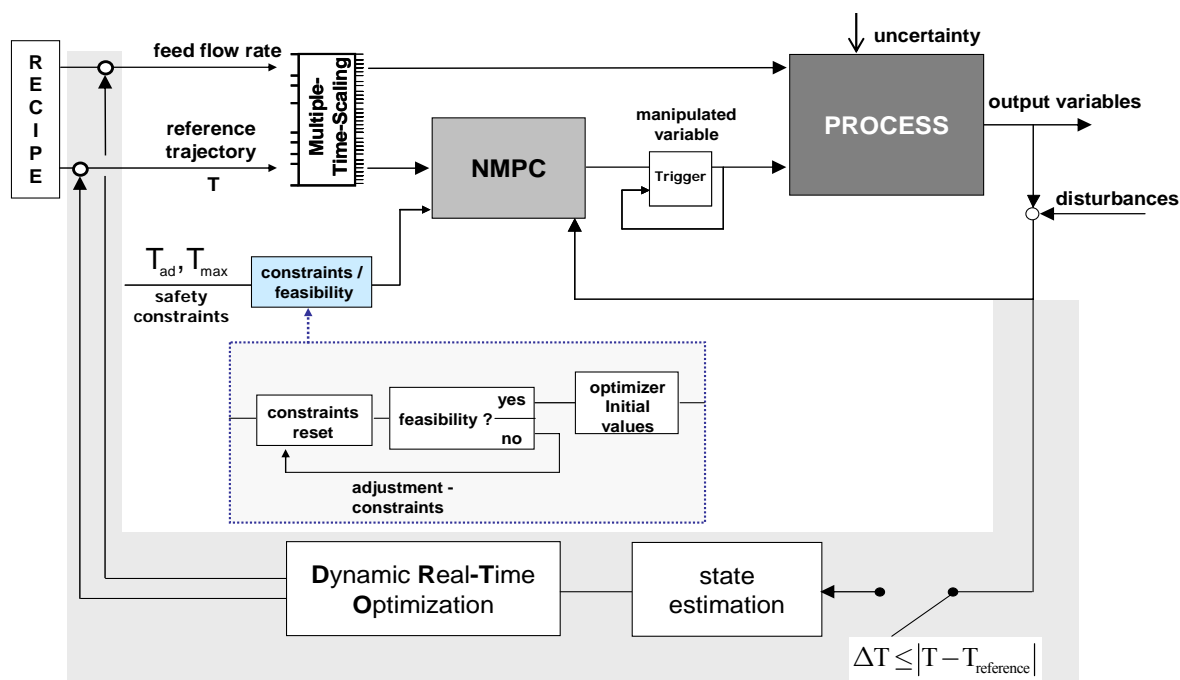 RECIPE
feed flow rate
reference
trajectory
T
Multiple-
Time-Scaling
NMPC
manipulated
variable
Trigger
uncertainty
PROCESS
output variables
disturbances
T_ad, T_max
safety
constraints
constraints /
feasibility
constraints
reset
feasibility ?
yes
no
optimizer
Initial
values
adjustment -
constraints
Dynamic Real-Time
Optimization
state
estimation
ΔT ≤ |T − T_reference|